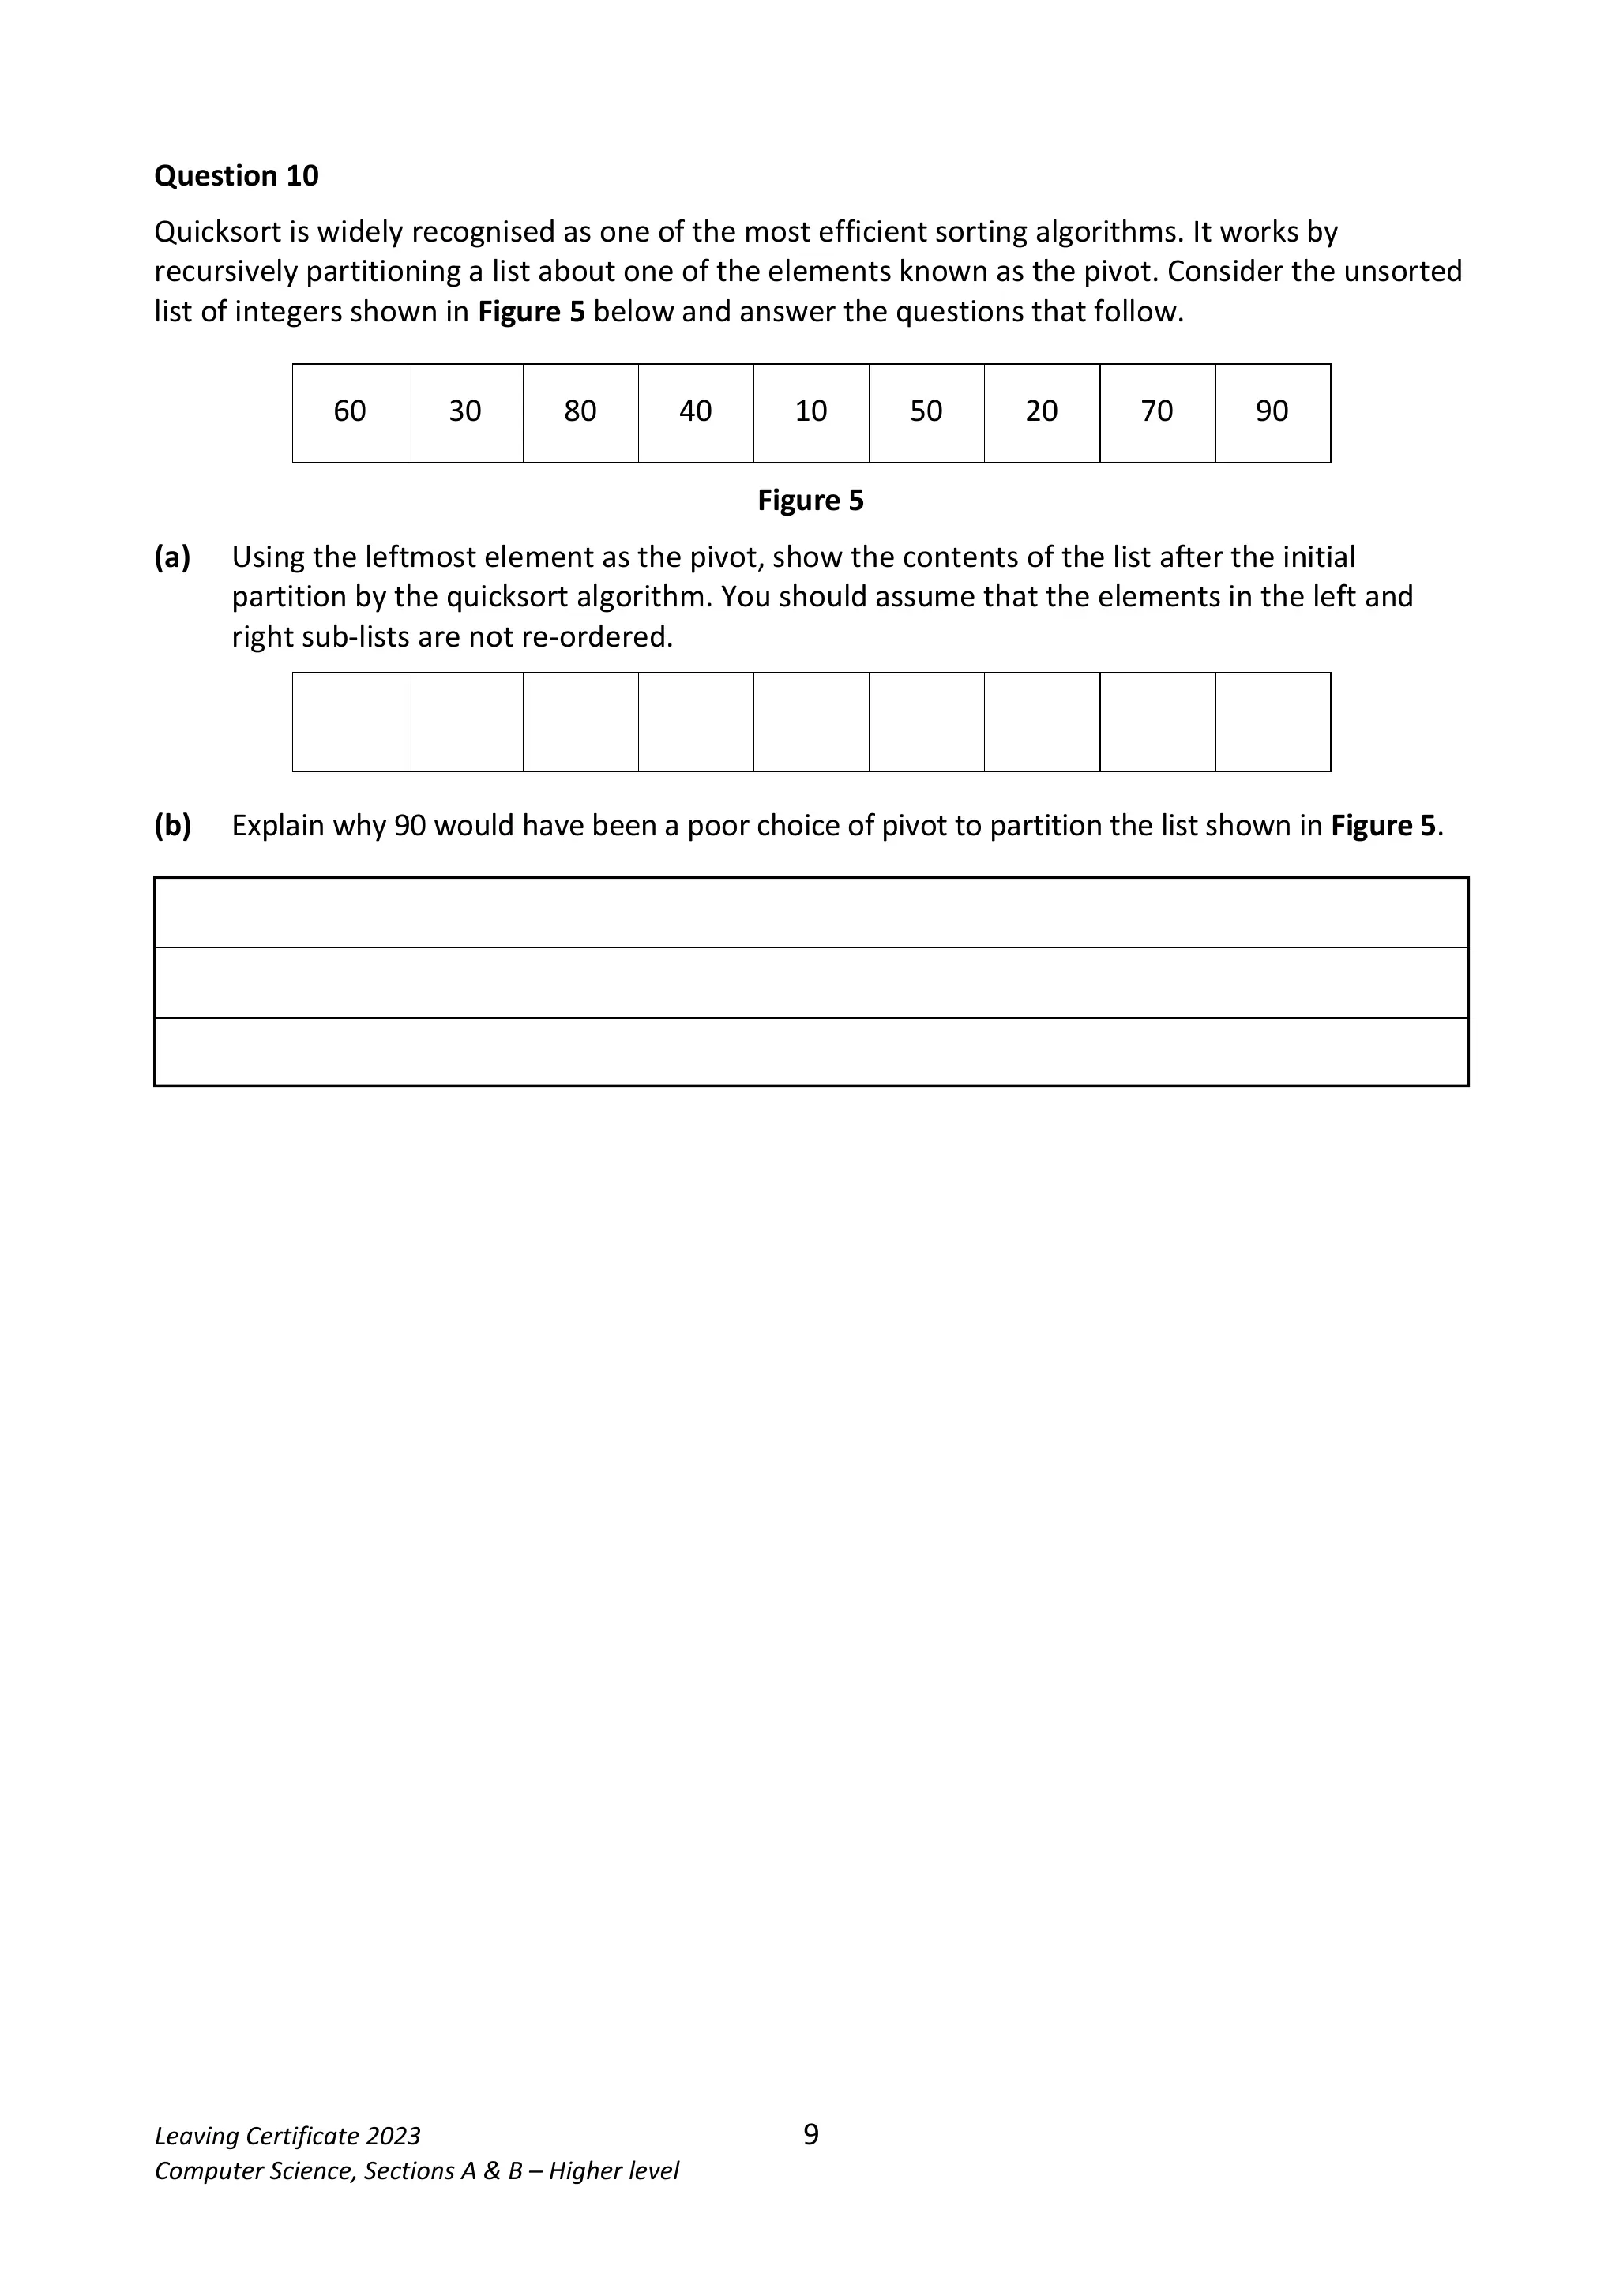 Question 10
Quicksort is widely recognised as one of the most efficient sorting algorithms. It works by
recursively partitioning a list about one of the elements known as the pivot. Consider the unsorted
list of integers shown in Figure 5 below and answer the questions that follow.
60 30 80 40 10 50 20 70 90
Figure 5
(a) Using the leftmost element as the pivot, show the contents of the list after the initial
partition by the quicksort algorithm. You should assume that the elements in the left and
right sub-lists are not re-ordered.
(b) Explain why 90 would have been a poor choice of pivot to partition the list shown in Figure 5.
Leaving Certificate 2023 9
Computer Science, Sections A & B – Higher level